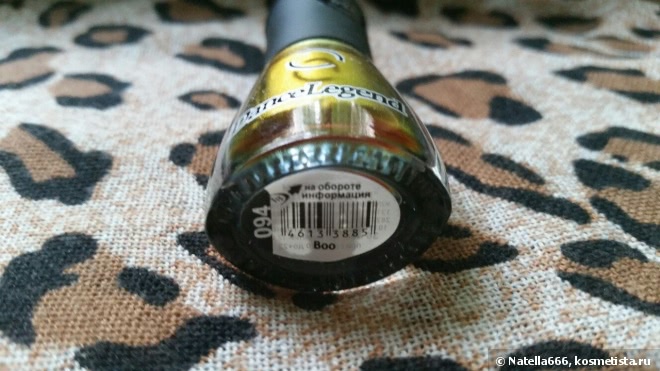 Dance Legend
на обороте
информация
094
4613 3885
Boo
© Natella666, kosmetista.ru